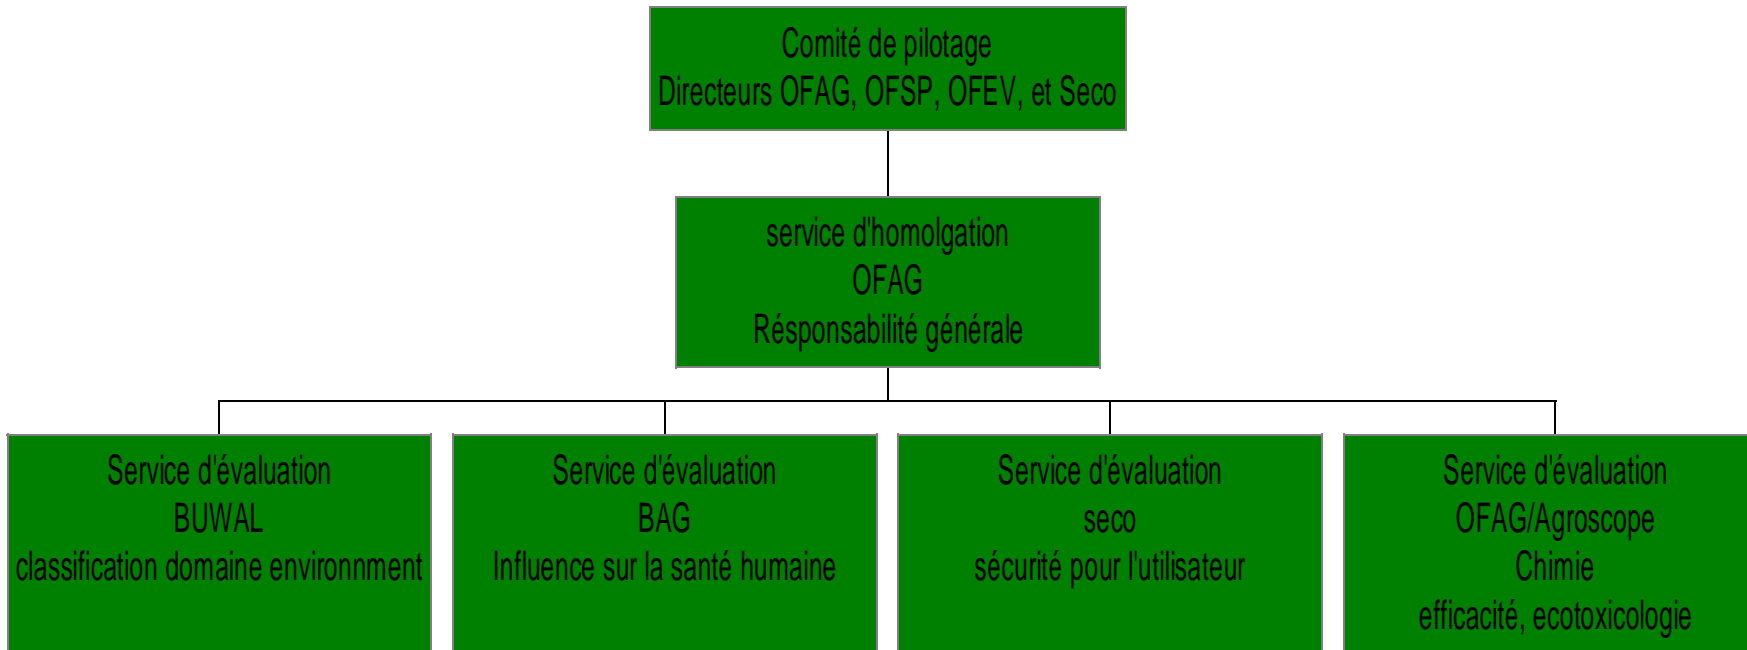 Comité de pilotage
Directeurs OFAG, OFSP, OFEV, et Seco
service d'homolgation
OFAG
Résponsabilité générale
Service d'évaluation
BUWAL
classification domaine environnment
Service d'évaluation
BAG
Influence sur la santé humaine
Service d'évaluation
seco
sécurité pour l'utilisateur
Service d'évaluation
OFAG/Agroscope
Chimie
efficacité, ecotoxicologie